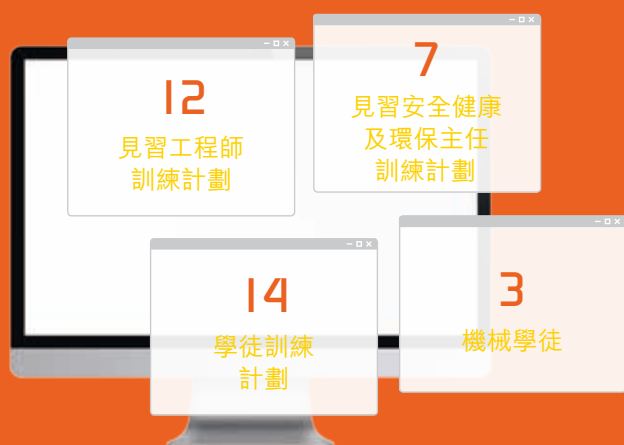 12
見習工程師
訓練計劃
7
見習安全健康
及環保主任
訓練計劃
14
學徒訓練
計劃
3
機械學徒